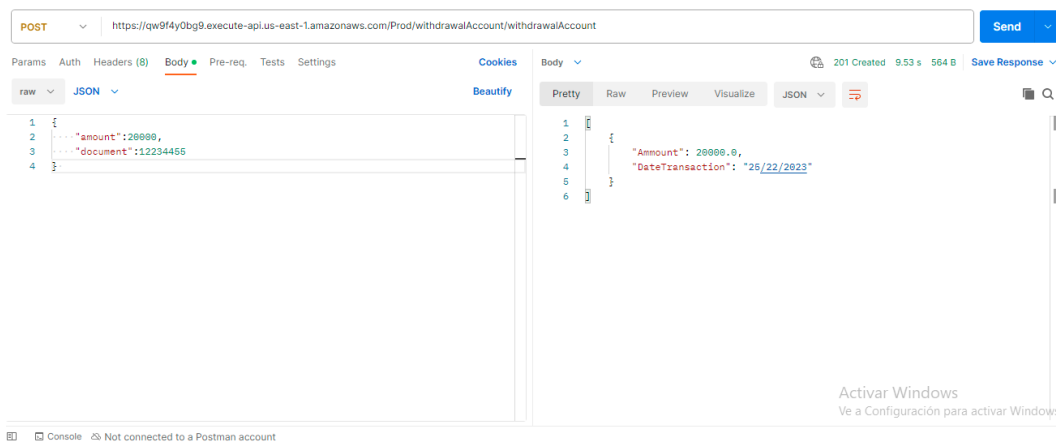 POST https://qw9f4y0bg9.execute-api.us-east-1.amazonaws.com/Prod/withdrawalAccount/withdrawalAccount Send
Params Auth Headers (8) Body Pre-req. Tests Settings Cookies
raw JSON Beautify
1 {
2 "amount":20000,
3 "document":12234455
4 }
Body 201 Created 9.53 s 564 B Save Response
Pretty Raw Preview Visualize JSON
1 [
2 {
3 "Ammount": 20000.0,
4 "DateTransaction": "26/22/2023"
5 }
6 ]
Activar Windows
Ve a Configuración para activar Windows
Console Not connected to a Postman account